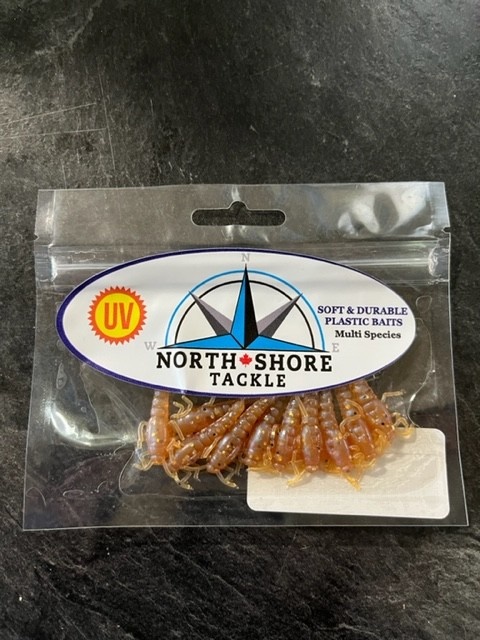 N
UV
SOFT & DURABLE
PLASTIC BAITS
Multi Species
W E
NORTH SHORE
TACKLE